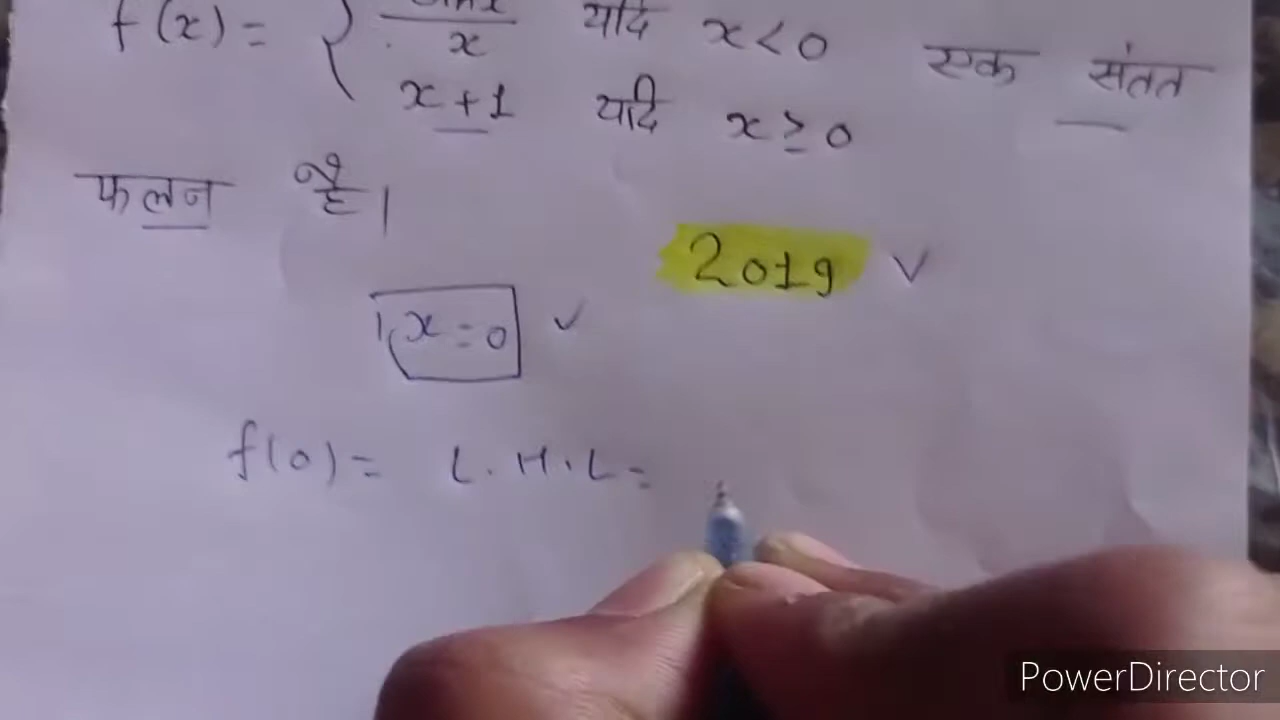 f(x) = { x यदि x<0 एक संतत
x+1 यदि x≥0
फलन है।
2019 ✓
x=0 ✓
f(0) = L.H.L =
PowerDirector